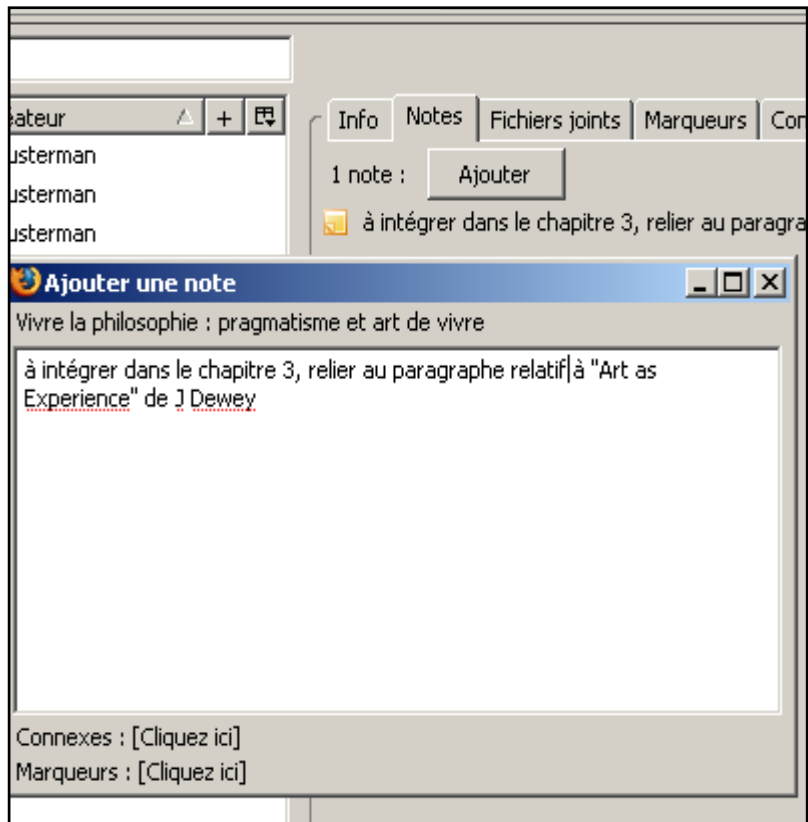 éateur
usterman
usterman
usterman
Info Notes Fichiers joints Marqueurs Con
1 note : Ajouter
à intégrer dans le chapitre 3, relier au paragra
Ajouter une note
Vivre la philosophie : pragmatisme et art de vivre
à intégrer dans le chapitre 3, relier au paragraphe relatif à "Art as
Experience" de J Dewey
Connexes : [Cliquez ici]
Marqueurs : [Cliquez ici]